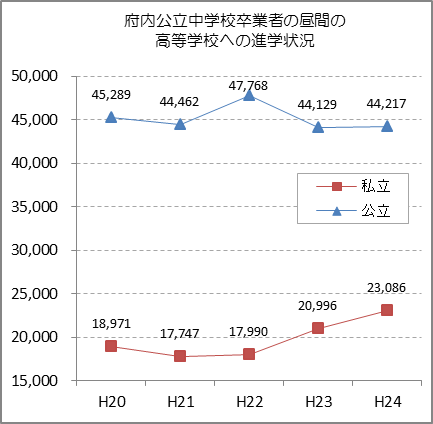 府内公立中学校卒業者の昼間の
高等学校への進学状況
50,000
45,000
40,000
35,000
30,000
25,000
20,000
15,000
45,289
44,462
47,768
44,129
44,217
私立
公立
18,971
17,747
17,990
20,996
23,086
H20
H21
H22
H23
H24